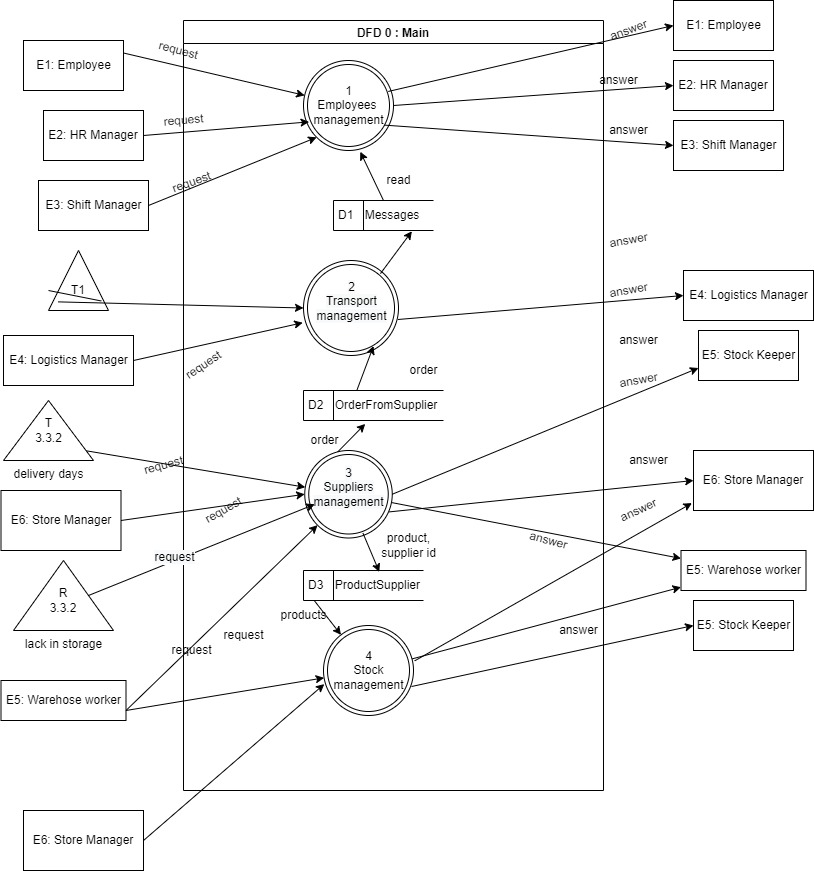 DFD 0 : Main
E1: Employee
request
1
Employees
management
answer
E1: Employee
E2: HR Manager
request
answer
E2: HR Manager
E3: Shift Manager
request
answer
E3: Shift Manager
read
D1
Messages
T1
2
Transport
management
answer
answer
E4: Logistics Manager
E4: Logistics Manager
request
order
answer
answer
E5: Stock Keeper
D2
OrderFromSupplier
T
3.3.2
delivery days
request
order
3
Suppliers
management
answer
E6: Store Manager
E6: Store Manager
request
answer
answer
R
3.3.2
lack in storage
request
product,
supplier id
D3
ProductSupplier
E5: Warehose worker
products
request
request
4
Stock
management
answer
E5: Stock Keeper
E5: Warehose worker
E6: Store Manager